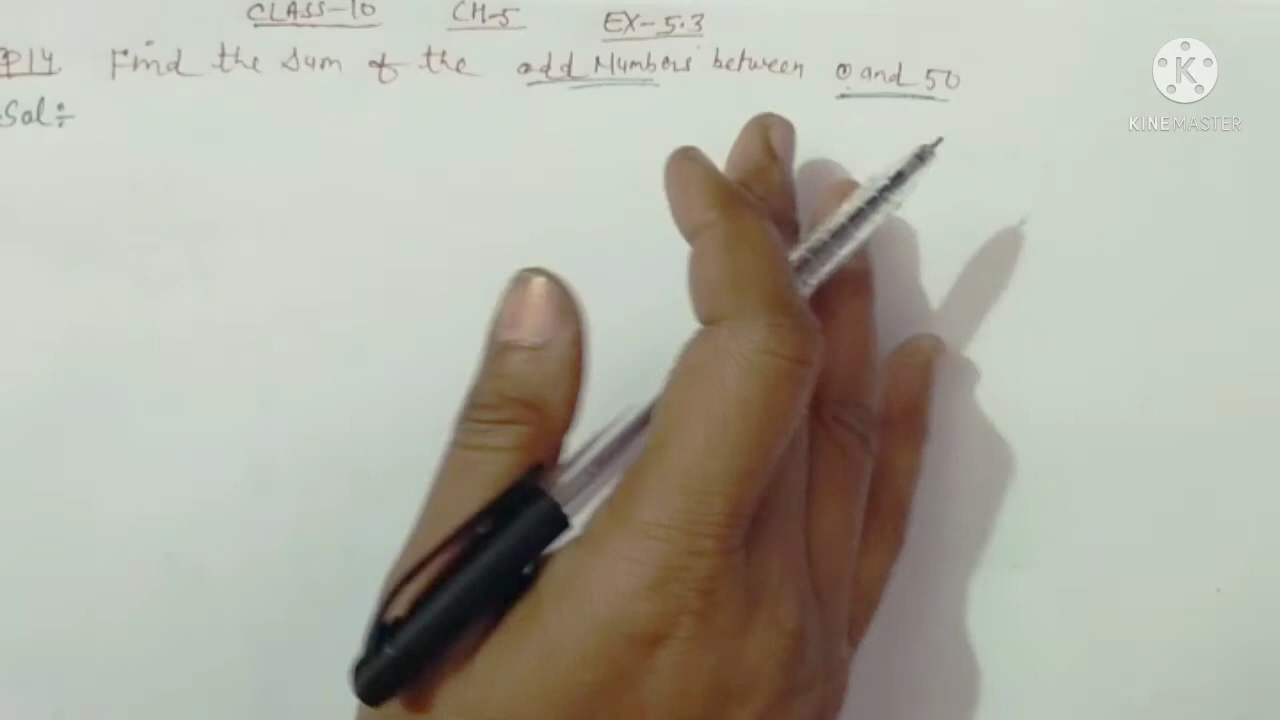 CLASS-10 CH-5 EX-5.3
P14 Find the sum of the odd Numbers between 0 and 50
Sol÷
K
KINEMASTER